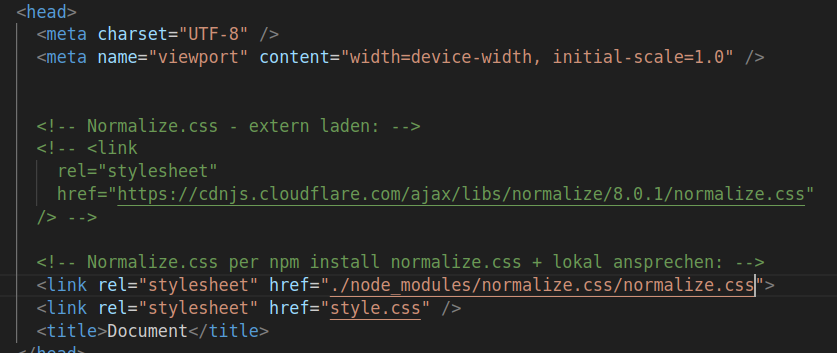 <head>
<meta charset="UTF-8" />
<meta name="viewport" content="width=device-width, initial-scale=1.0" />
<!-- Normalize.css - extern laden: -->
<!-- <link
rel="stylesheet"
href="https://cdnjs.cloudflare.com/ajax/libs/normalize/8.0.1/normalize.css"
/> -->
<!-- Normalize.css per npm install normalize.css + lokal ansprechen: -->
<link rel="stylesheet" href="./node_modules/normalize.css/normalize.css">
<link rel="stylesheet" href="style.css" />
<title>Document</title>
</head>